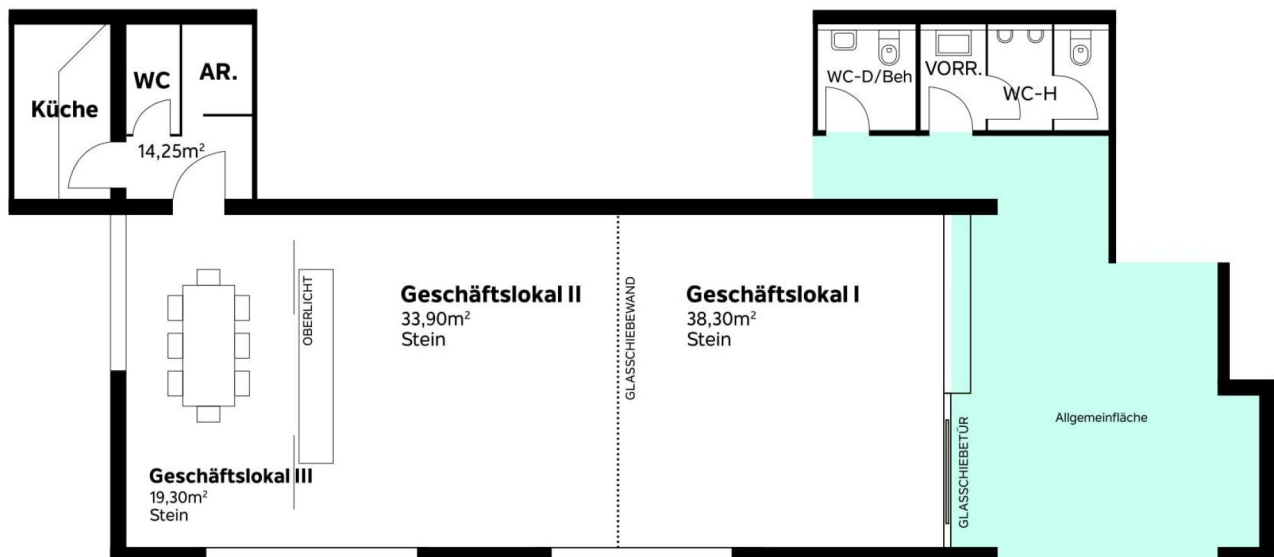 Küche
WC
AR.
14,25m²
WC-D/Beh
VORR.
WC-H
OBERLICHT
Geschäftslokal II
33,90m²
Stein
GLASSCHIEBEWAND
Geschäftslokal I
38,30m²
Stein
Allgemeinfläche
GLASSCHIEBETÜR
Geschäftslokal III
19,30m²
Stein